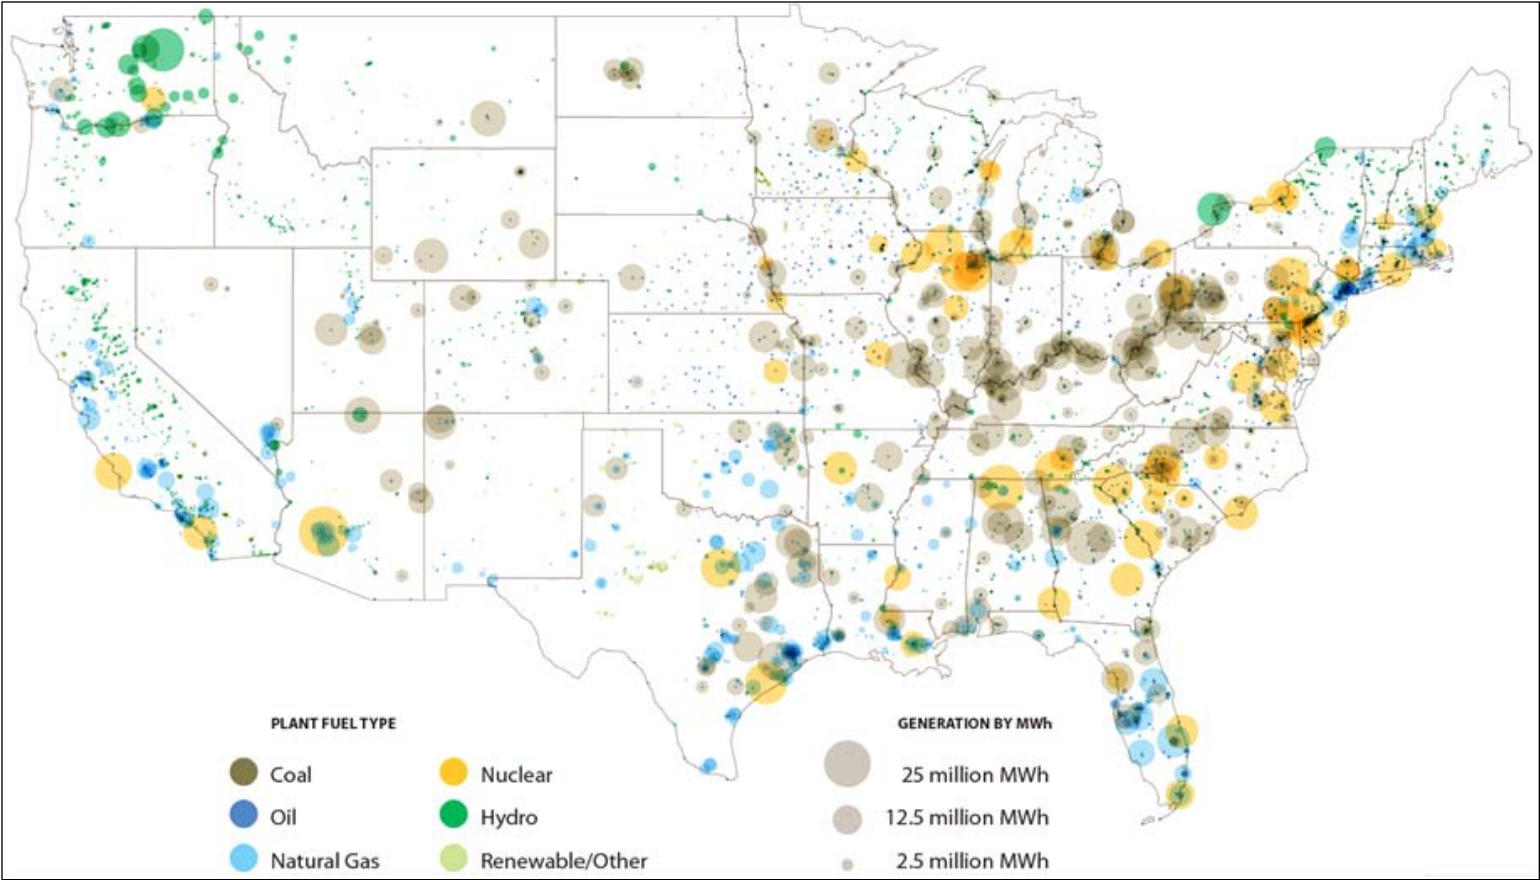 PLANT FUEL TYPE
Coal
Oil
Natural Gas
Nuclear
Hydro
Renewable/Other
GENERATION BY MWh
25 million MWh
12.5 million MWh
2.5 million MWh